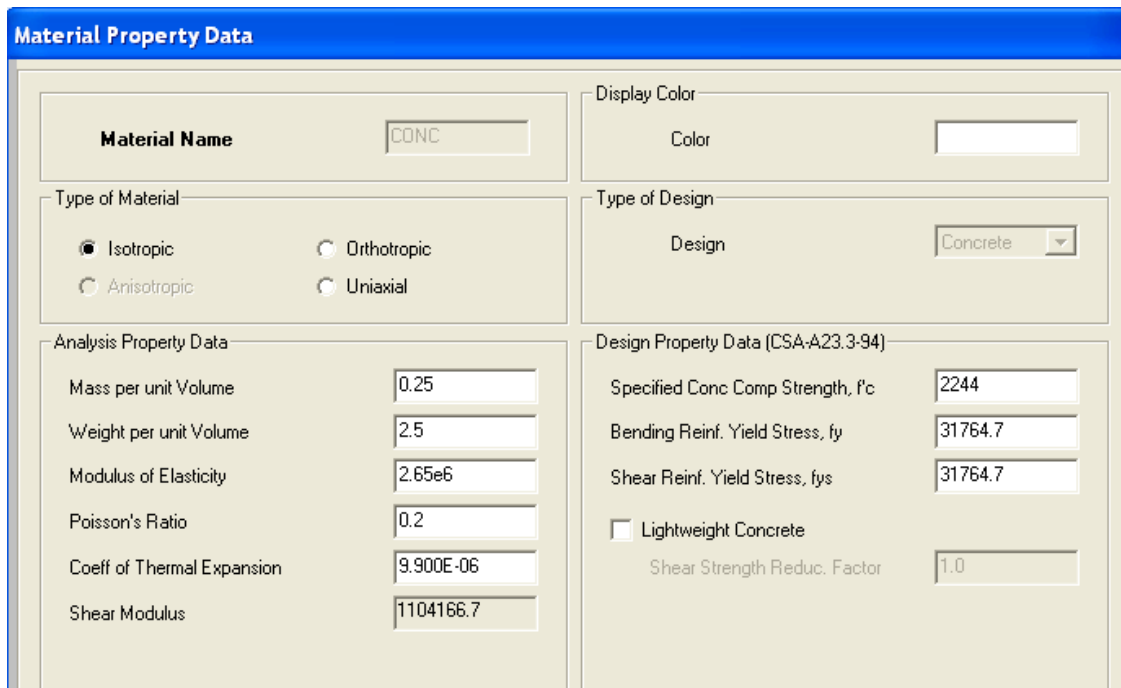 Material Property Data
Material Name CONC
Display Color
Color
Type of Material
Isotropic Orthotropic
Anisotropic Uniaxial
Type of Design
Design Concrete
Analysis Property Data
Mass per unit Volume 0.25
Weight per unit Volume 2.5
Modulus of Elasticity 2.65e6
Poisson's Ratio 0.2
Coeff of Thermal Expansion 9.900E-06
Shear Modulus 1104166.7
Design Property Data (CSA-A23.3-94)
Specified Conc Comp Strength, f'c 2244
Bending Reinf. Yield Stress, fy 31764.7
Shear Reinf. Yield Stress, fys 31764.7
Lightweight Concrete
Shear Strength Reduc. Factor 1.0